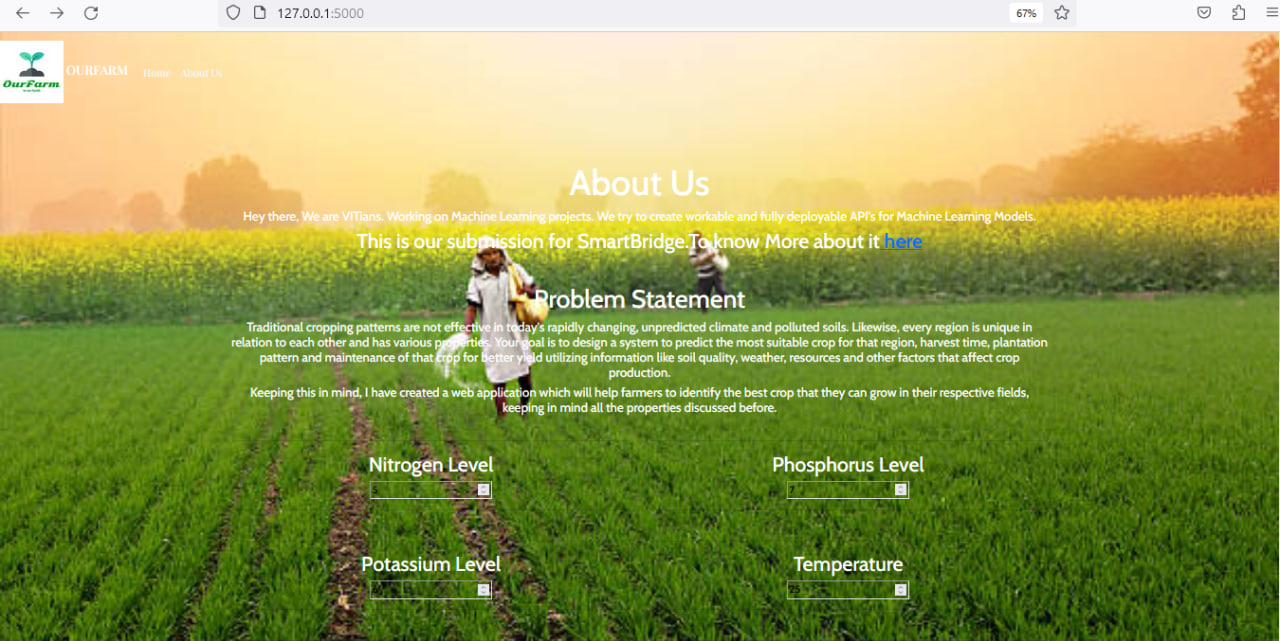 127.0.0.1:5000
67%
OurFarm
OURFARM Home About Us
About Us
Hey there, We are VITians. Working on Machine Learning projects. We try to create workable and fully deployable API's for Machine Learning Models.
This is our submission for SmartBridge.To know More about it here
Problem Statement
Traditional cropping patterns are not effective in today's rapidly changing, unpredicted climate and polluted soils. Likewise, every region is unique in
relation to each other and has various properties. Your goal is to design a system to predict the most suitable crop for that region, harvest time, plantation
pattern and maintenance of that crop for better yield utilizing information like soil quality, weather, resources and other factors that affect crop
production.
Keeping this in mind, I have created a web application which will help farmers to identify the best crop that they can grow in their respective fields,
keeping in mind all the properties discussed before.
Nitrogen Level
Phosphorus Level
7
Potassium Level
Temperature
25